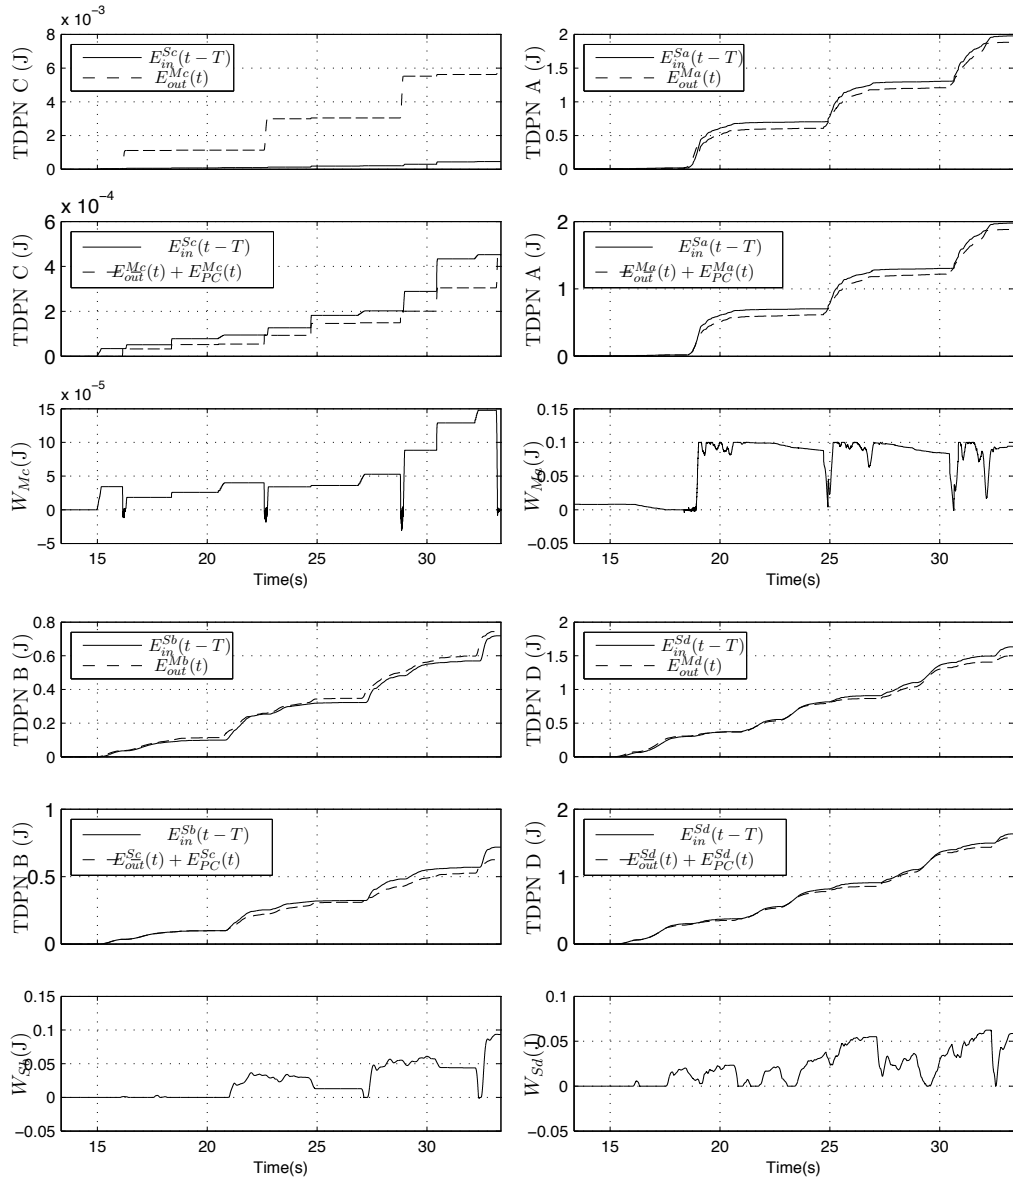 x 10^−3
TDPN C (J)
8
6
4
2
0
E_in^Sc(t − T)
E_out^Mc(t)
TDPN A (J)
2
1.5
1
0.5
0
E_in^Sa(t − T)
E_out^Ma(t)
x 10^−4
TDPN C (J)
6
4
2
0
E_in^Sc(t − T)
E_out^Mc(t) + E_PC^Mc(t)
TDPN A (J)
2
1
0
E_in^Sa(t − T)
E_out^Ma(t) + E_PC^Ma(t)
x 10^−5
W_Mc(J)
15
10
5
0
−5
15 20 25 30
Time(s)
W_Ma(J)
0.15
0.1
0.05
0
−0.05
15 20 25 30
Time(s)
TDPN B (J)
0.8
0.6
0.4
0.2
0
E_in^Sb(t − T)
E_out^Mb(t)
TDPN D (J)
2
1.5
1
0.5
0
E_in^Sd(t − T)
E_out^Md(t)
TDPN B (J)
1
0.5
0
E_in^Sb(t − T)
E_out^Sc(t) + E_PC^Sc(t)
TDPN D (J)
2
1
0
E_in^Sd(t − T)
E_out^Sd(t) + E_PC^Sd(t)
W_Sb(J)
0.15
0.1
0.05
0
−0.05
15 20 25 30
Time(s)
W_Sd(J)
0.1
0.05
0
−0.05
15 20 25 30
Time(s)